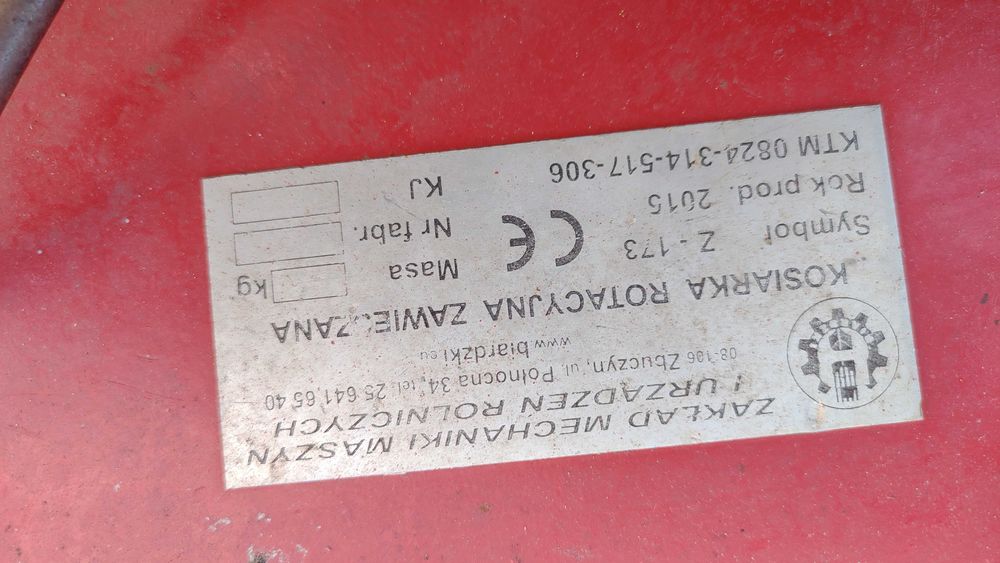 ZAKŁAD MECHANIKI MASZYN
I URZĄDZEŃ ROLNICZYCH
08-106 Zbuczyn, ul. Północna 34, tel. 25 641 65 40
www.biardzki.eu
KOSIARKA ROTACYJNA ZAWIESZANA
Symbol Z - 173 CE Masa kg
Rok prod. 2015 Nr fabr.
KTM 0824-314-517-306 KJ